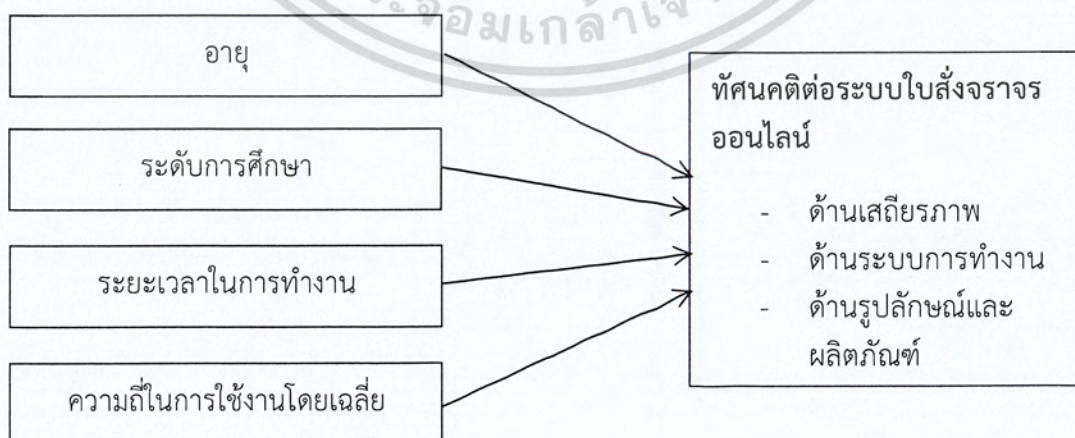 อายุ
ระดับการศึกษา
ระยะเวลาในการทำงาน
ความถี่ในการใช้งานโดยเฉลี่ย
ทัศนคติต่อระบบใบสั่งจราจร
ออนไลน์
- ด้านเสถียรภาพ
- ด้านระบบการทำงาน
- ด้านรูปลักษณ์และ
ผลิตภัณฑ์